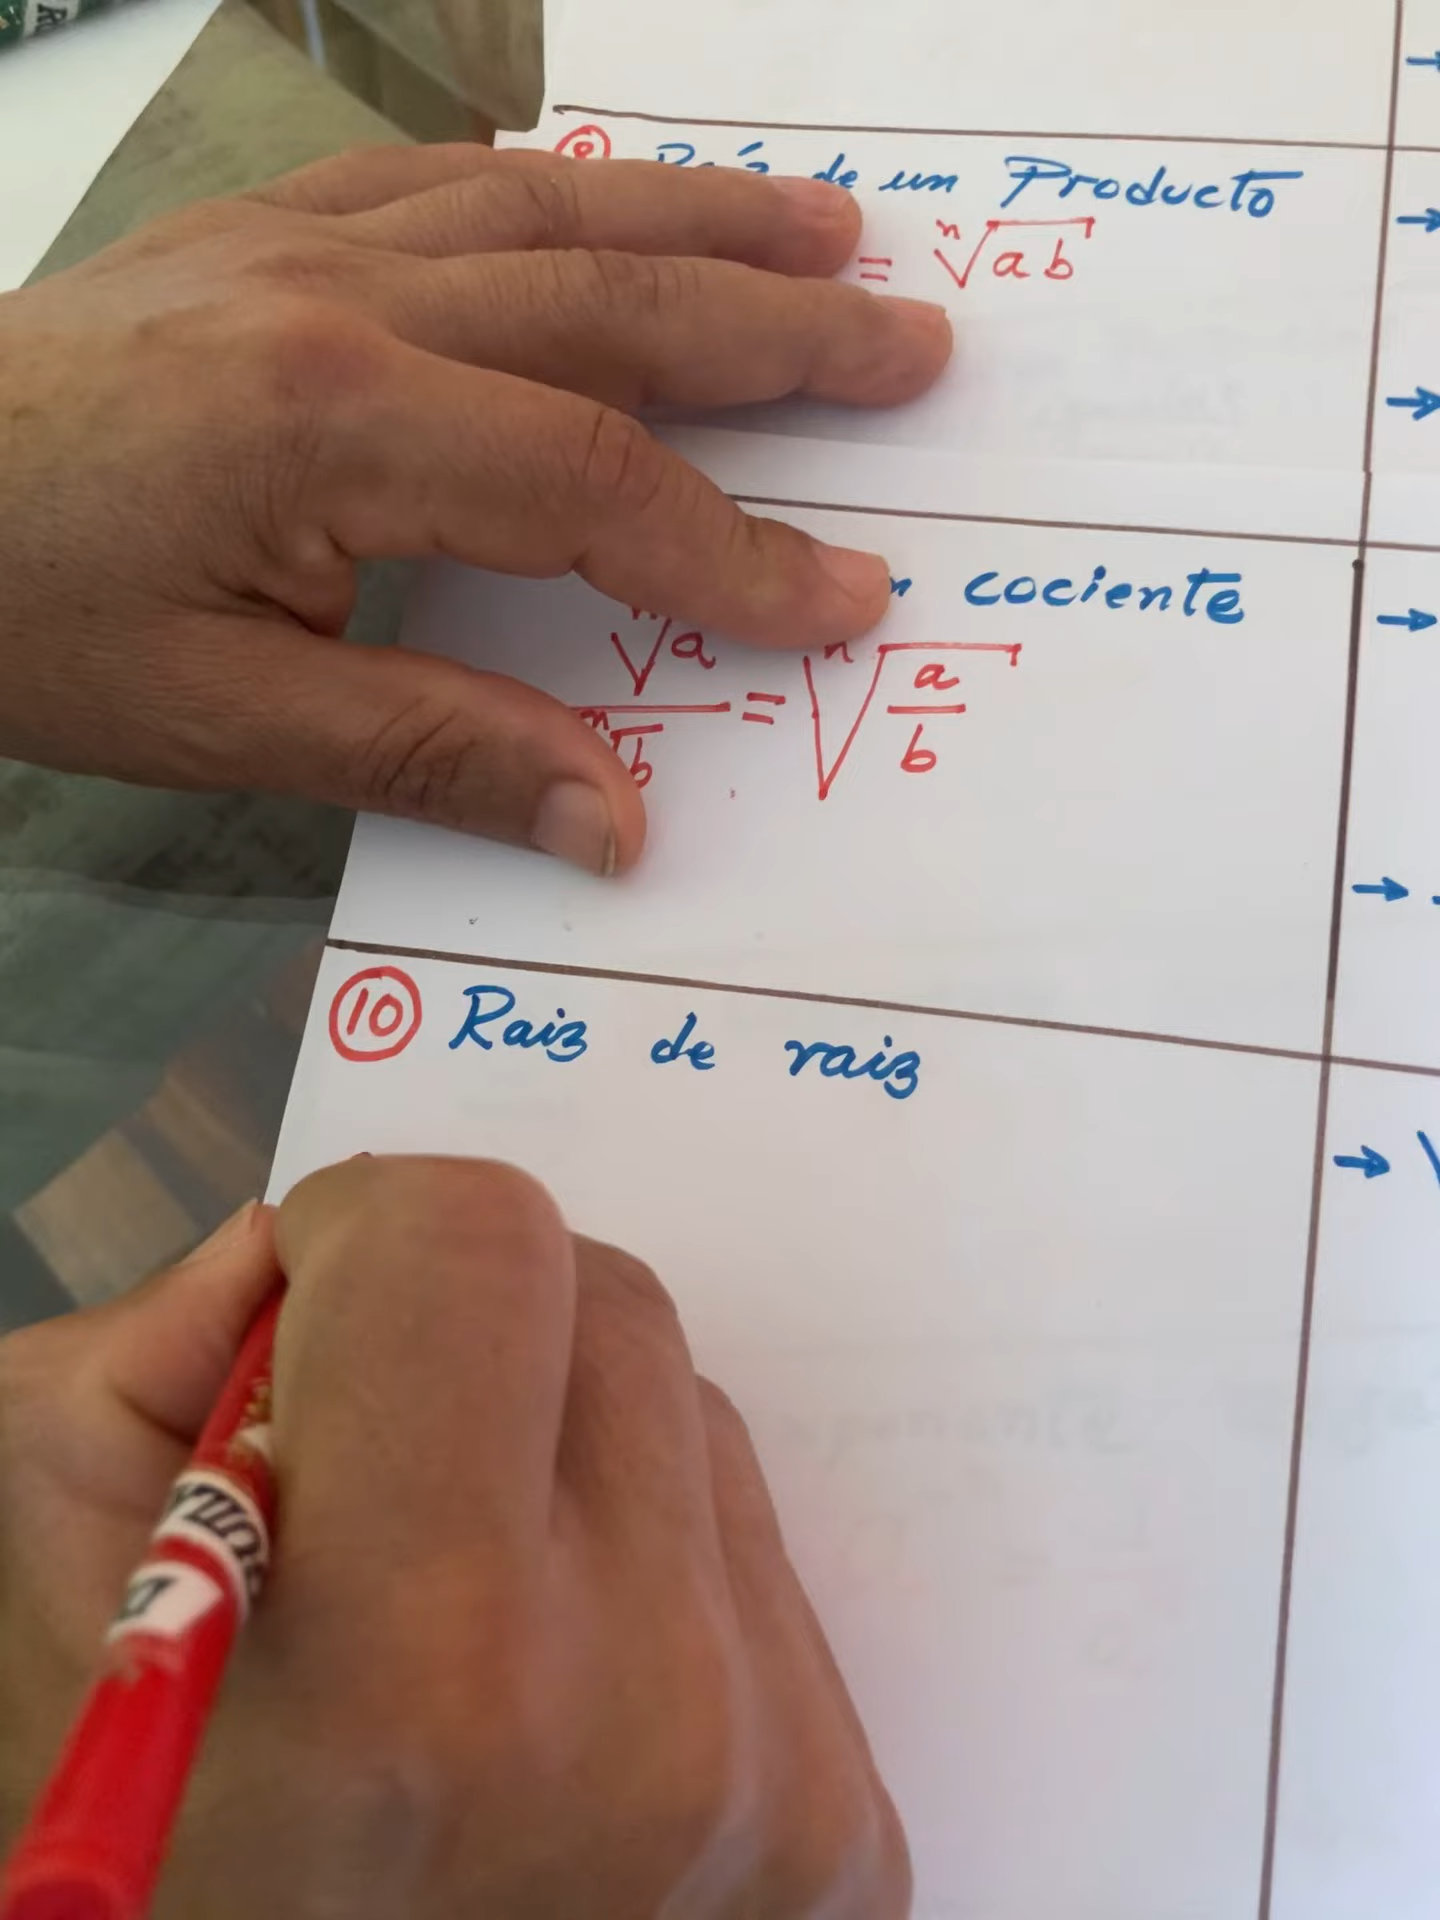 de un Producto
= ⁿ√ab
cociente
ⁿ√a / ⁿ√b = ⁿ√(a/b)
10 Raiz de raiz